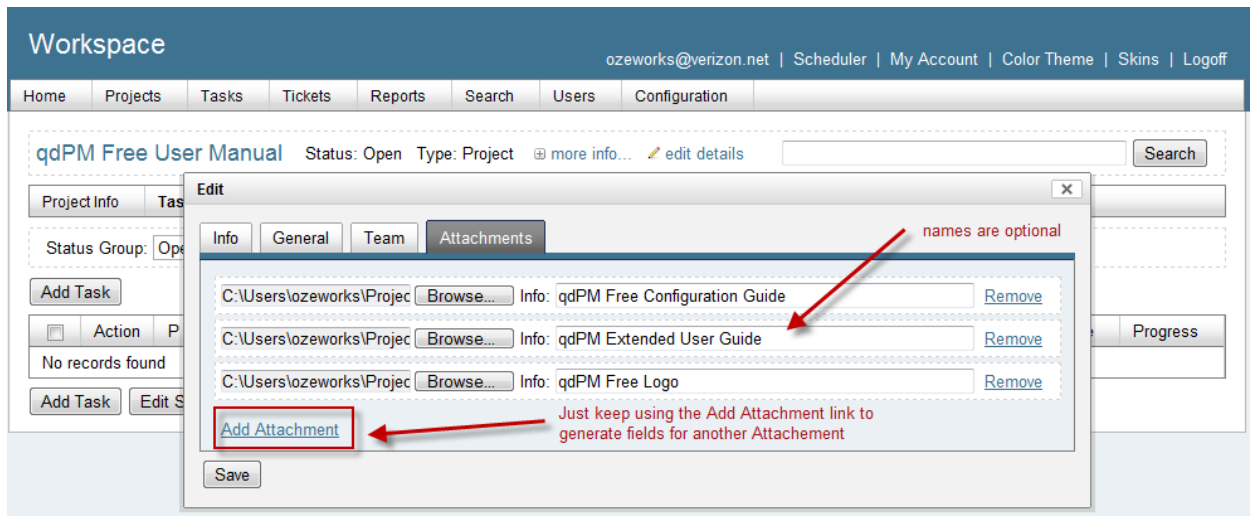 Workspace
ozeworks@verizon.net | Scheduler | My Account | Color Theme | Skins | Logoff
Home Projects Tasks Tickets Reports Search Users Configuration
qdPM Free User Manual Status: Open Type: Project more info... edit details Search
Edit
Project Info Tas
Info General Team Attachments
names are optional
Status Group: Ope
Add Task
C:\Users\ozeworks\Projec Browse... Info: qdPM Free Configuration Guide Remove
Action P Progress
C:\Users\ozeworks\Projec Browse... Info: qdPM Extended User Guide Remove
No records found
C:\Users\ozeworks\Projec Browse... Info: qdPM Free Logo Remove
Add Task Edit S
Add Attachment
Just keep using the Add Attachment link to
generate fields for another Attachement
Save